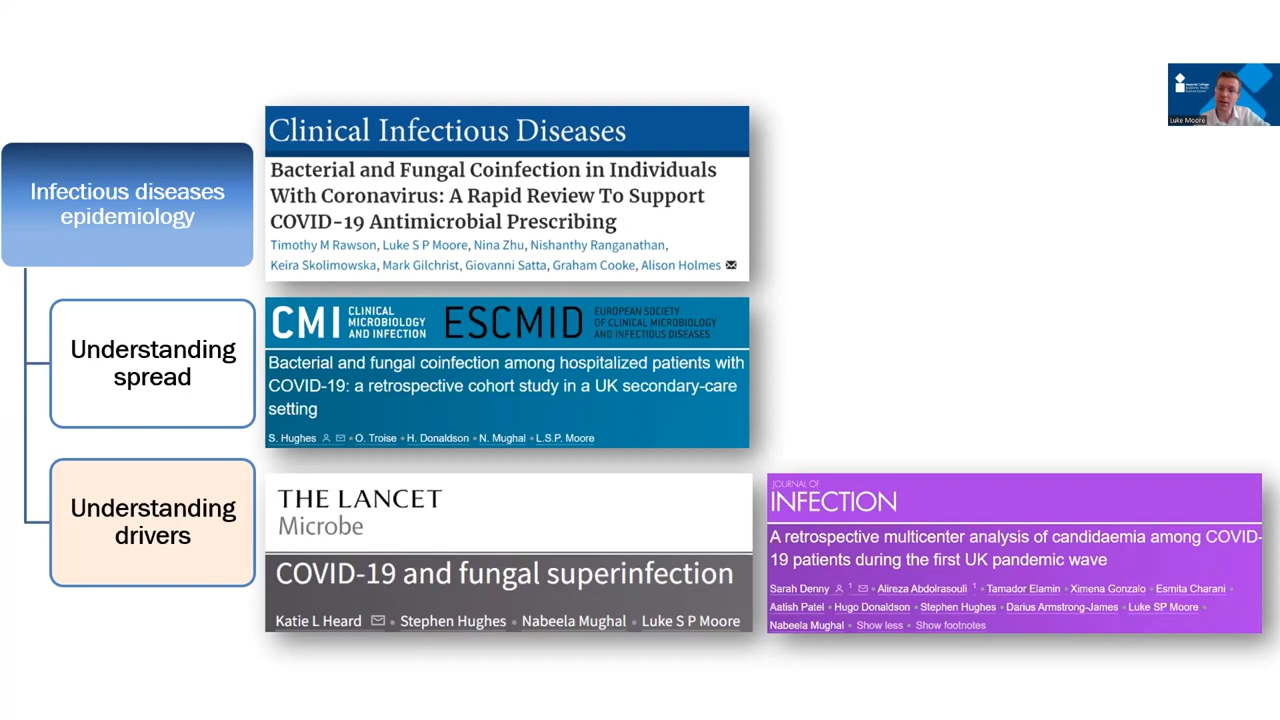 Infectious diseases
epidemiology
Understanding
spread
Understanding
drivers
Clinical Infectious Diseases
Bacterial and Fungal Coinfection in Individuals
With Coronavirus: A Rapid Review To Support
COVID-19 Antimicrobial Prescribing
Timothy M Rawson, Luke S P Moore, Nina Zhu, Nishanthy Ranganathan,
Keira Skolimowska, Mark Gilchrist, Giovanni Satta, Graham Cooke, Alison Holmes
CMI CLINICAL
MICROBIOLOGY
AND INFECTION
ESCMID EUROPEAN SOCIETY
OF CLINICAL MICROBIOLOGY
AND INFECTIOUS DISEASES
Bacterial and fungal coinfection among hospitalized patients with
COVID-19: a retrospective cohort study in a UK secondary-care
setting
S. Hughes • O. Troise • H. Donaldson • N. Mughal • L.S.P. Moore
THE LANCET
Microbe
COVID-19 and fungal superinfection
Katie L Heard • Stephen Hughes • Nabeela Mughal • Luke S P Moore
JOURNAL OF
INFECTION
A retrospective multicenter analysis of candidaemia among COVID-
19 patients during the first UK pandemic wave
Sarah Denny 1 • Alireza Abdolrasouli 1 • Tamador Elamin • Ximena Gonzalo • Esmita Charani •
Aatish Patel • Hugo Donaldson • Stephen Hughes • Darius Armstrong-James • Luke SP Moore •
Nabeela Mughal • Show less • Show footnotes
Luke Moore